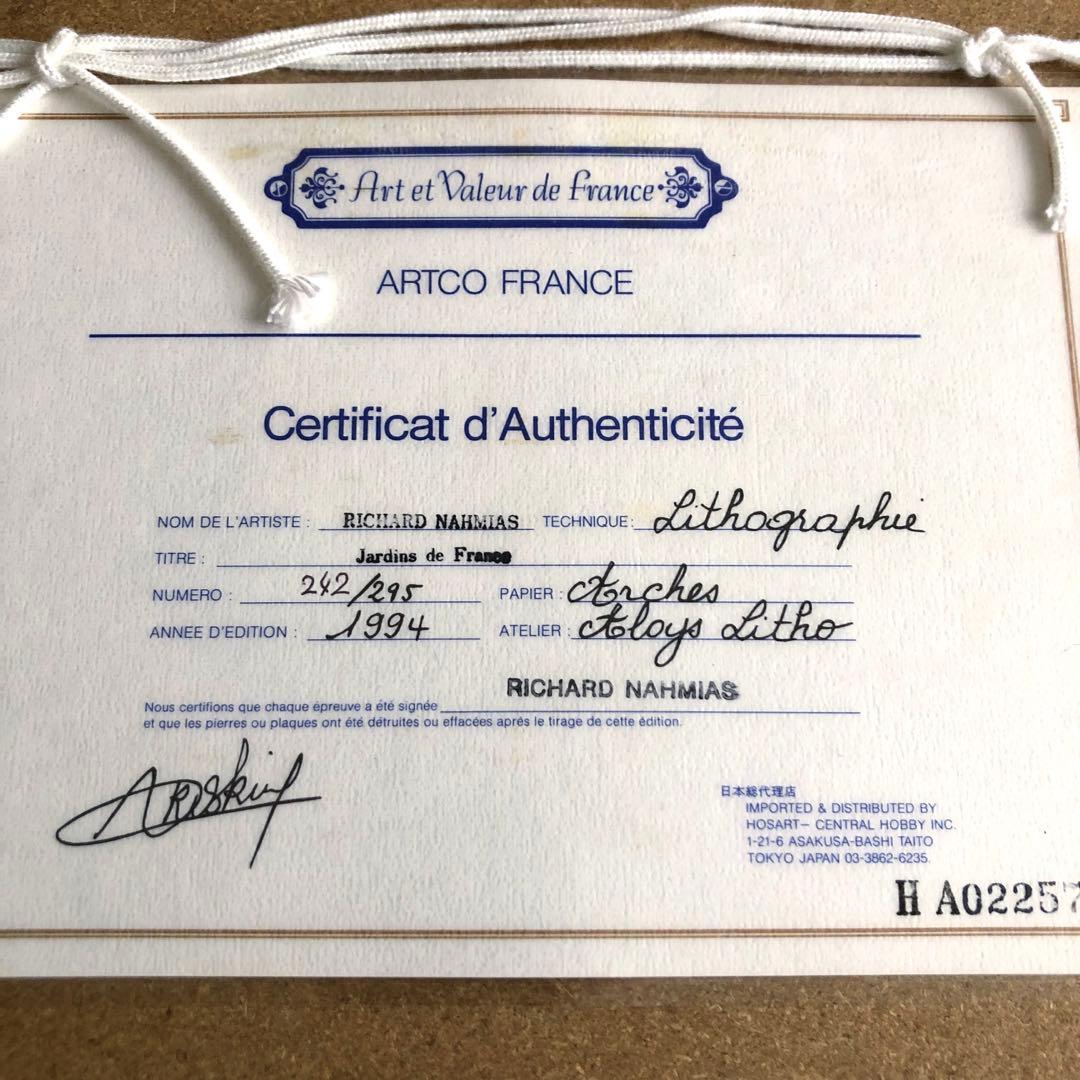 Art et Valeur de France
ARTCO FRANCE
Certificat d'Authenticité
NOM DE L'ARTISTE : RICHARD NAHMIAS TECHNIQUE: Lithographie
TITRE : Jardins de France
NUMERO : 242/295 PAPIER : Arches
ANNEE D'EDITION : 1994 ATELIER : Aloys Litho
RICHARD NAHMIAS
Nous certifions que chaque épreuve a été signée
et que les pierres ou plaques ont été détruites ou effacées aprés le tirage de cette édition.
日本総代理店
IMPORTED & DISTRIBUTED BY
HOSART– CENTRAL HOBBY INC.
1-21-6 ASAKUSA-BASHI TAITO
TOKYO JAPAN 03-3862-6235.
H A02257